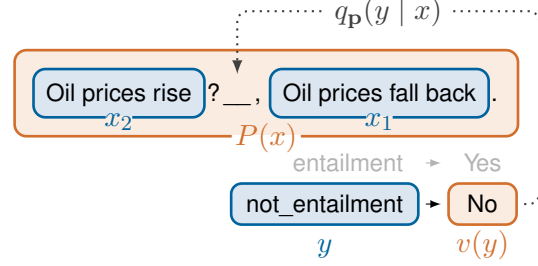 q_p(y | x)
Oil prices rise ?__, Oil prices fall back .
x_2 x_1
P(x)
entailment Yes
not_entailment No
y v(y)